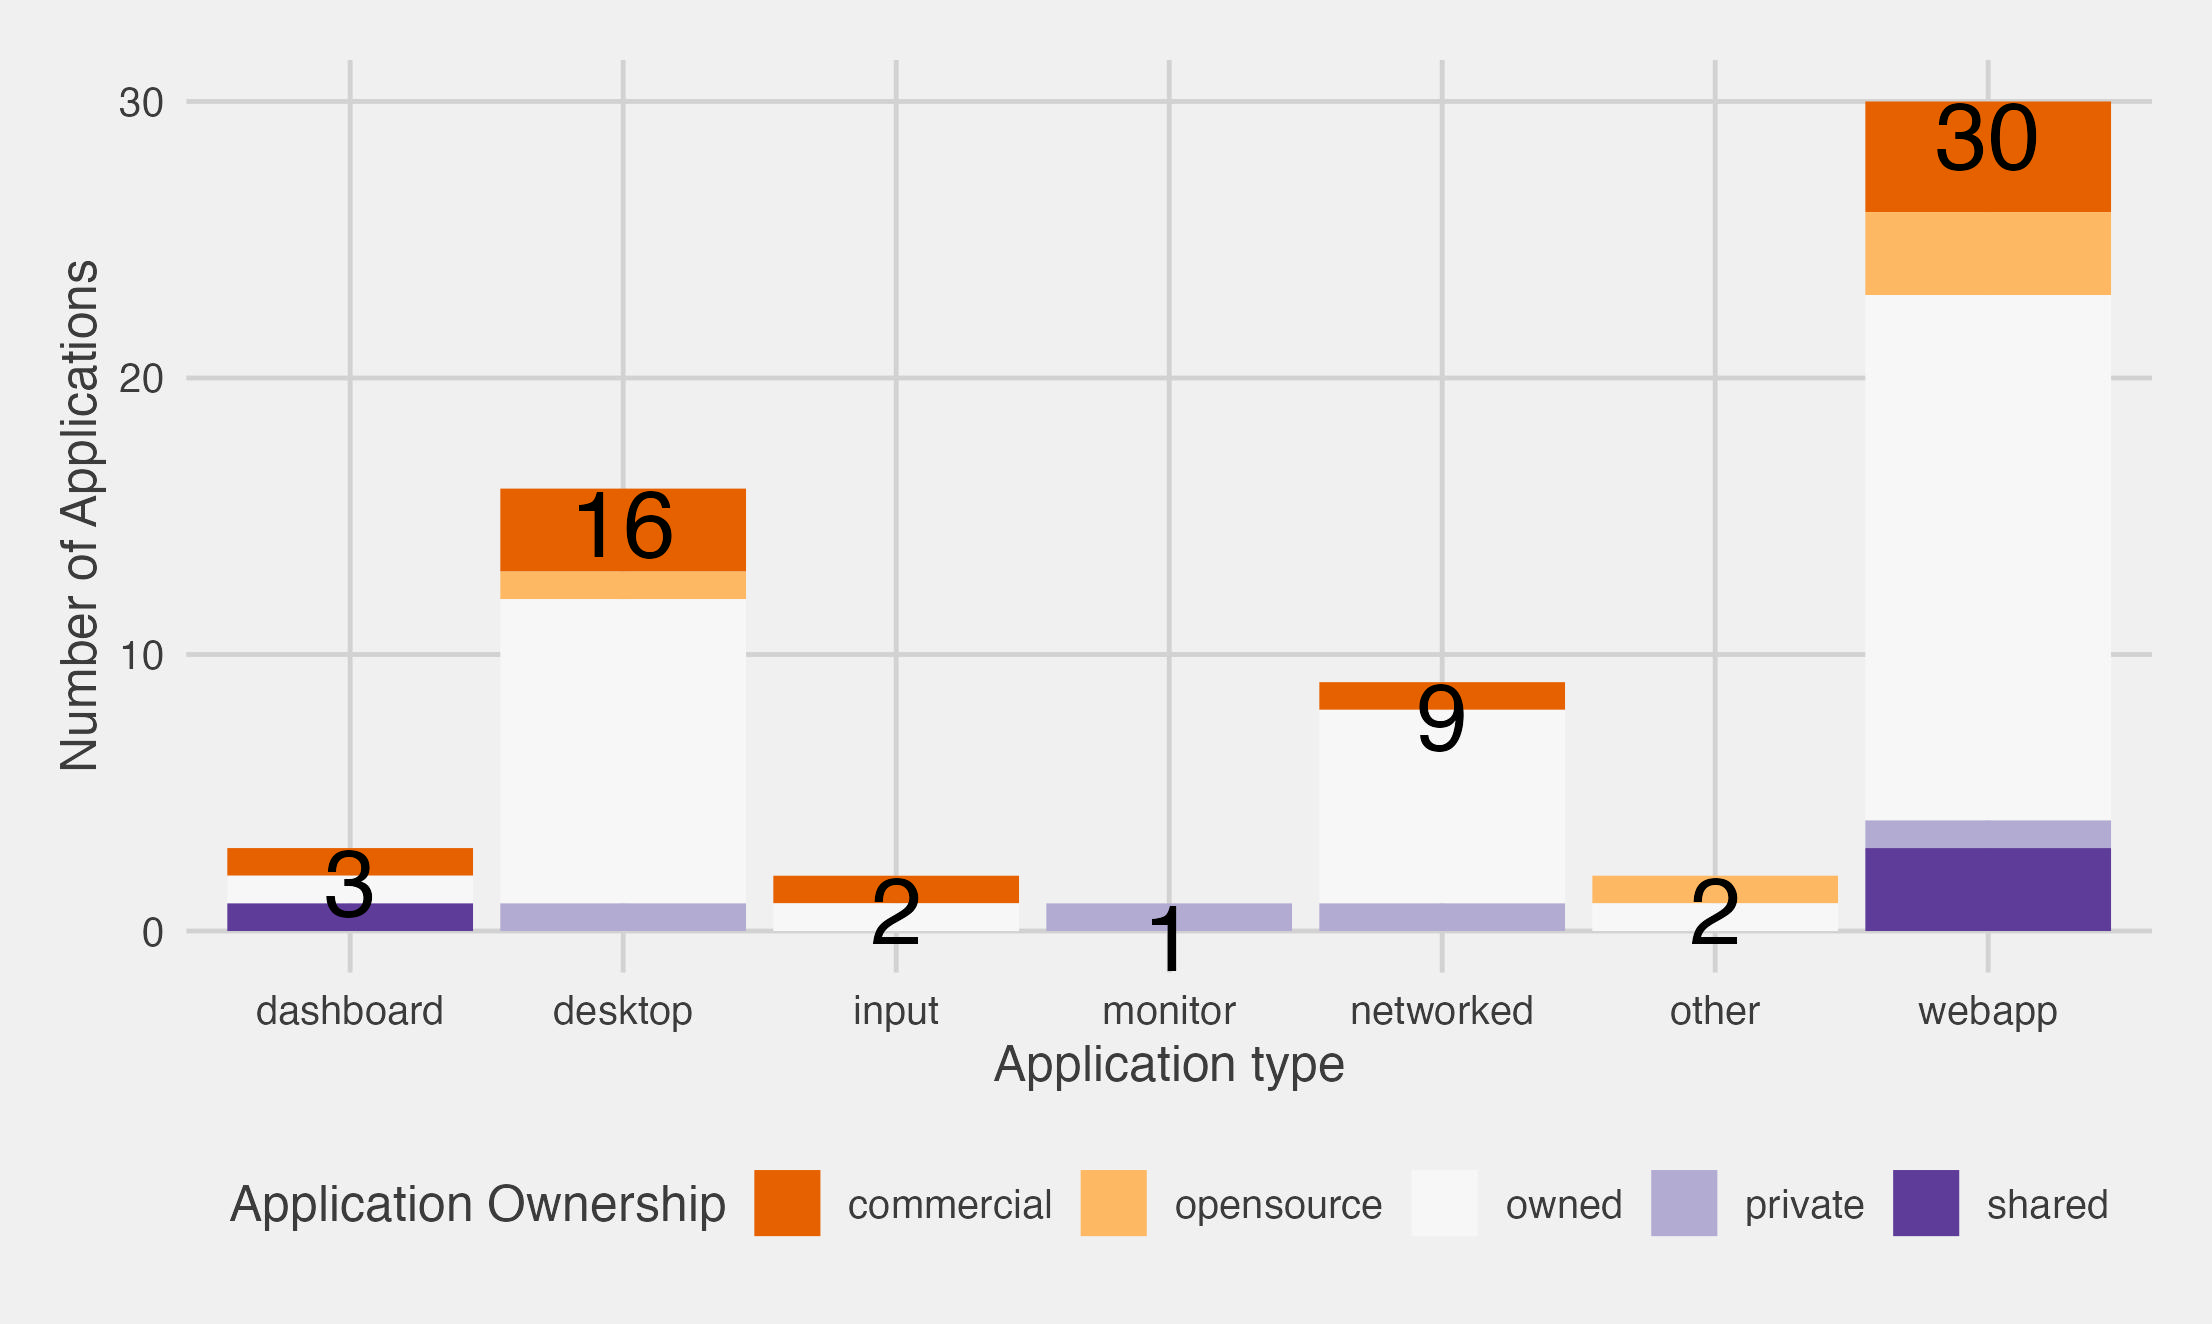 Number of Applications
30
20
10
0
3
16
2
1
9
2
30
dashboard desktop input monitor networked other webapp
Application type
Application Ownership commercial opensource owned private shared